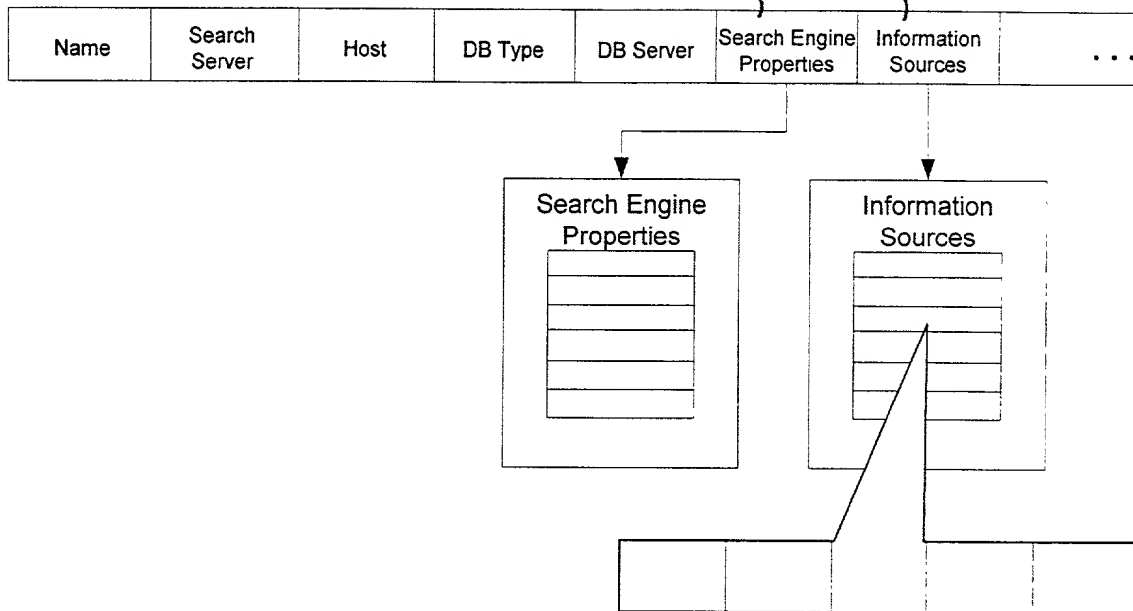 Name
Search
Server
Host
DB Type
DB Server
Search Engine
Properties
Information
Sources
. . .
Search Engine
Properties
Information
Sources